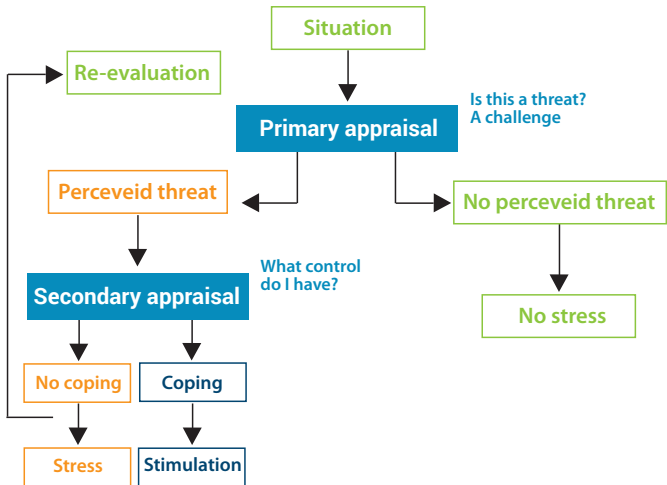 Situation
Re-evaluation
Is this a threat?
A challenge
Primary appraisal
Perceveid threat
No perceveid threat
What control
do I have?
Secondary appraisal
No stress
No coping
Coping
Stress
Stimulation